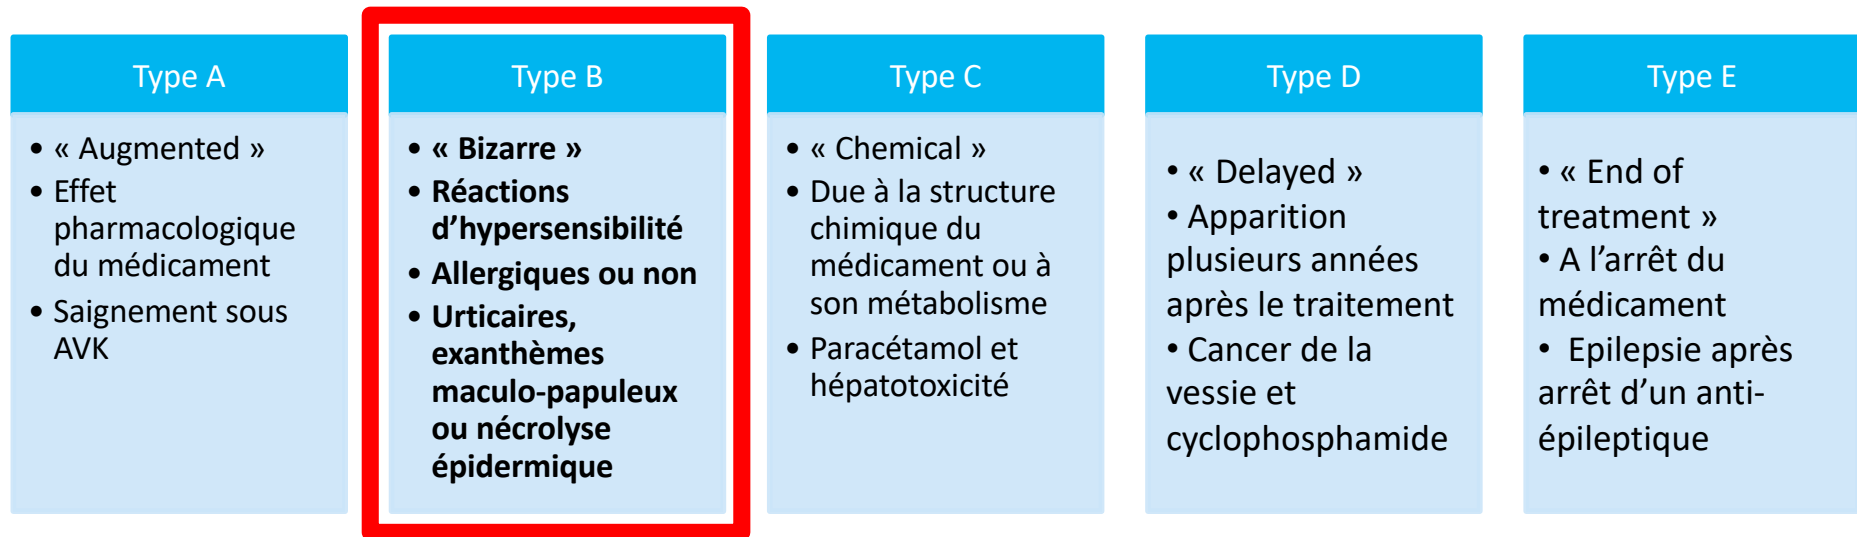 Type A
• « Augmented »
• Effet
pharmacologique
du médicament
• Saignement sous
AVK
Type B
• « Bizarre »
• Réactions
d’hypersensibilité
• Allergiques ou non
• Urticaires,
exanthèmes
maculo-papuleux
ou nécrolyse
épidermique
Type C
• « Chemical »
• Due à la structure
chimique du
médicament ou à
son métabolisme
• Paracétamol et
hépatotoxicité
Type D
• « Delayed »
• Apparition
plusieurs années
après le traitement
• Cancer de la
vessie et
cyclophosphamide
Type E
• « End of
treatment »
• A l’arrêt du
médicament
• Epilepsie après
arrêt d’un anti-
épileptique